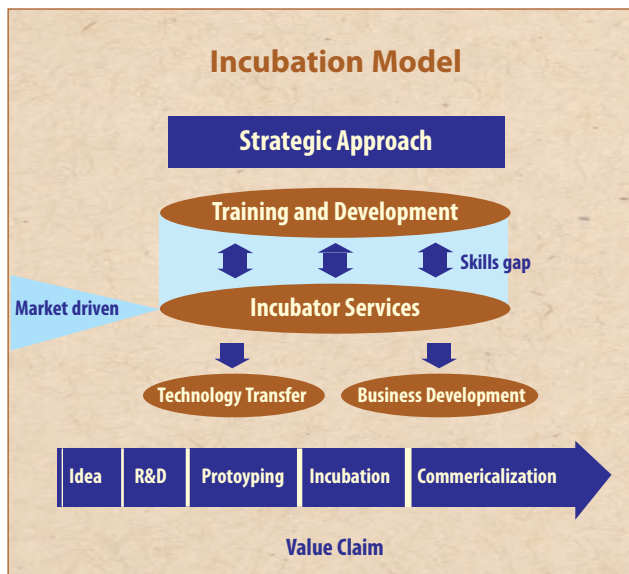 Incubation Model
Strategic Approach
Training and Development
Skills gap
Market driven
Incubator Services
Technology Transfer
Business Development
Idea
R&D
Protoyping
Incubation
Commericalization
Value Claim